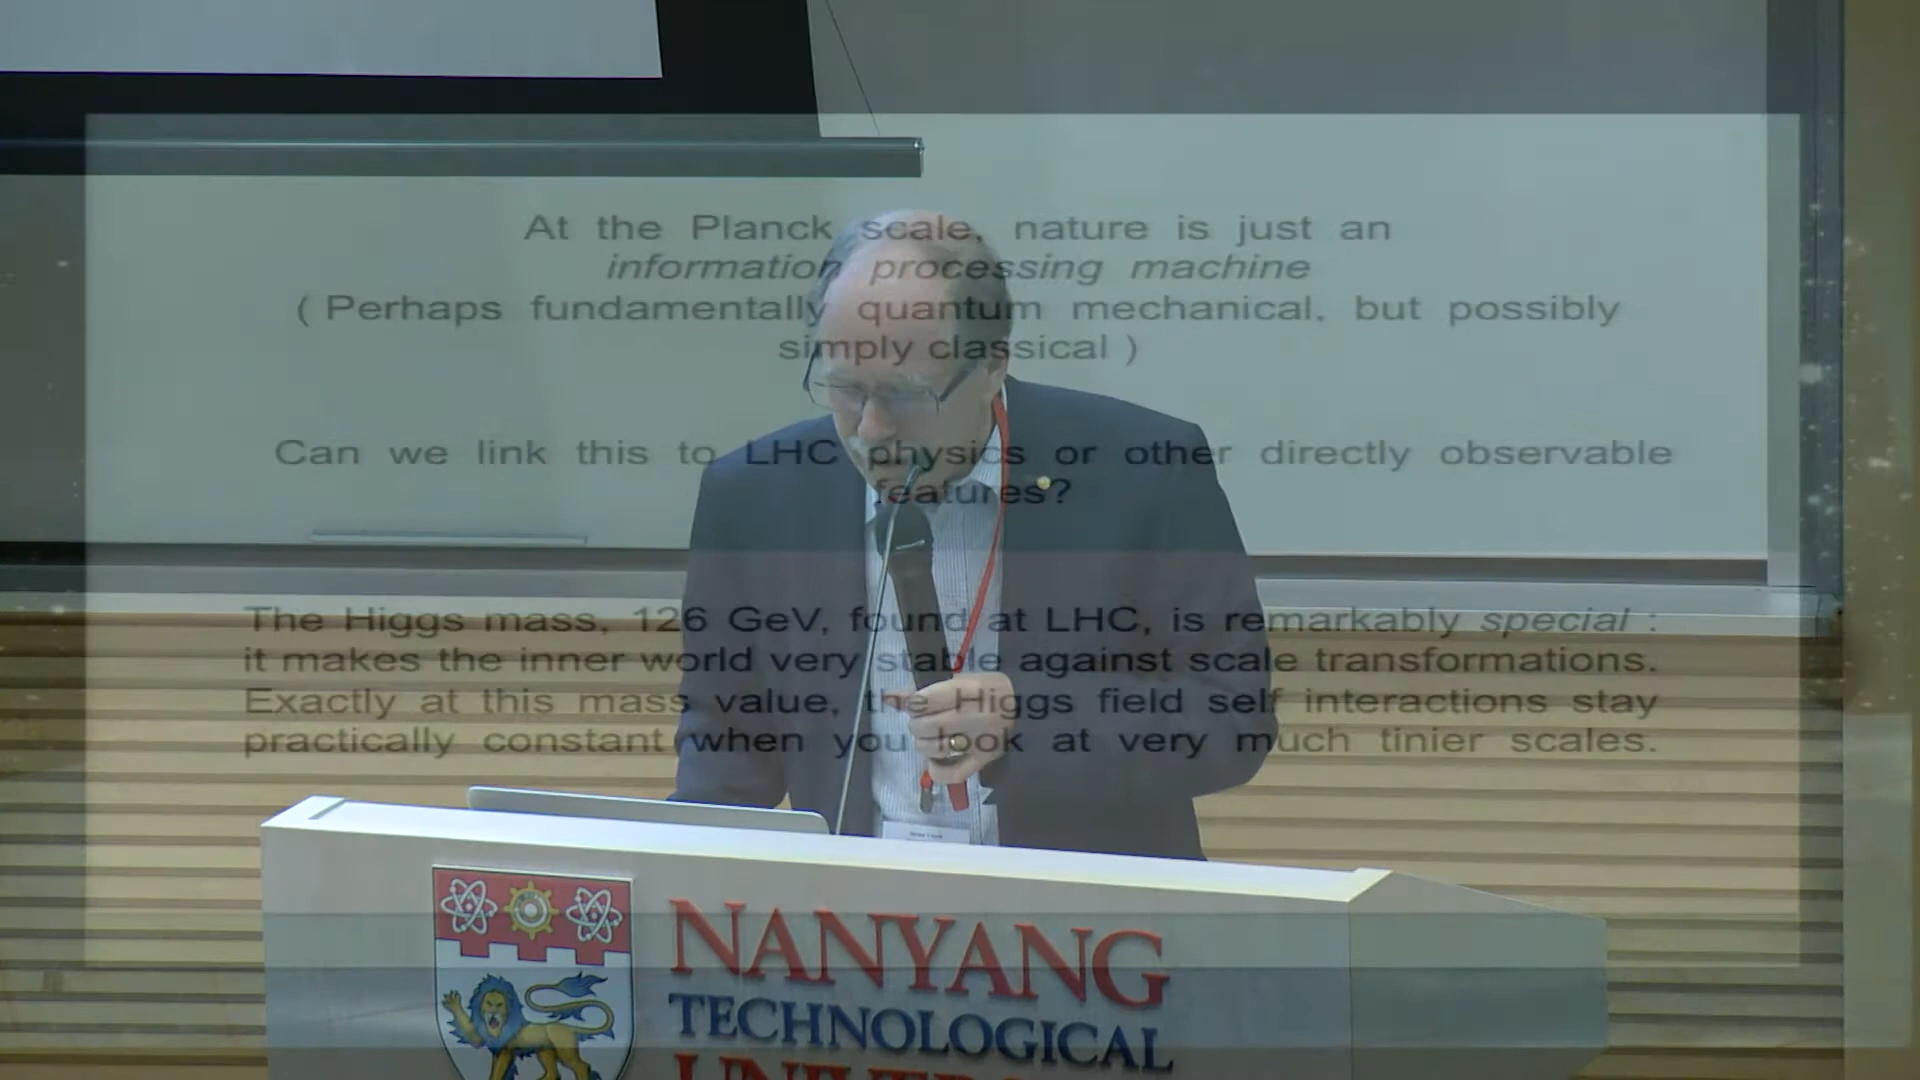 At the Planck scale, nature is just an
information processing machine
( Perhaps fundamentally quantum mechanical, but possibly
simply classical )
Can we link this to LHC physics or other directly observable
features?
The Higgs mass, 126 GeV, found at LHC, is remarkably special :
it makes the inner world very stable against scale transformations.
Exactly at this mass value, the Higgs field self interactions stay
practically constant when you look at very much tinier scales.
NANYANG
TECHNOLOGICAL